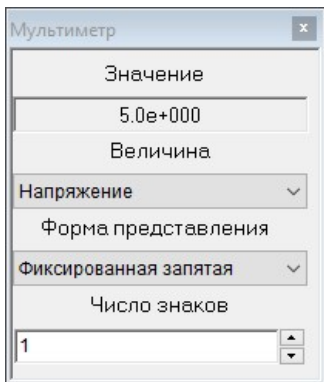 Мультиметр
x
Значение
5.0e+000
Величина
Напряжение
Форма представления
Фиксированная запятая
Число знаков
1